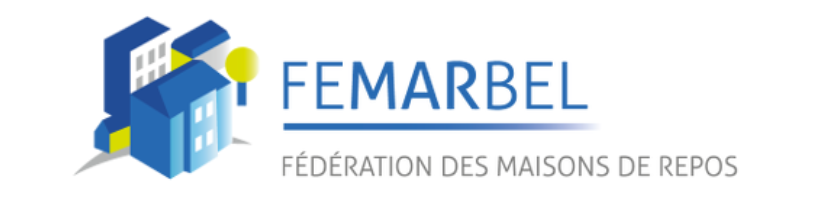 FEMARBEL
FÉDÉRATION DES MAISONS DE REPOS